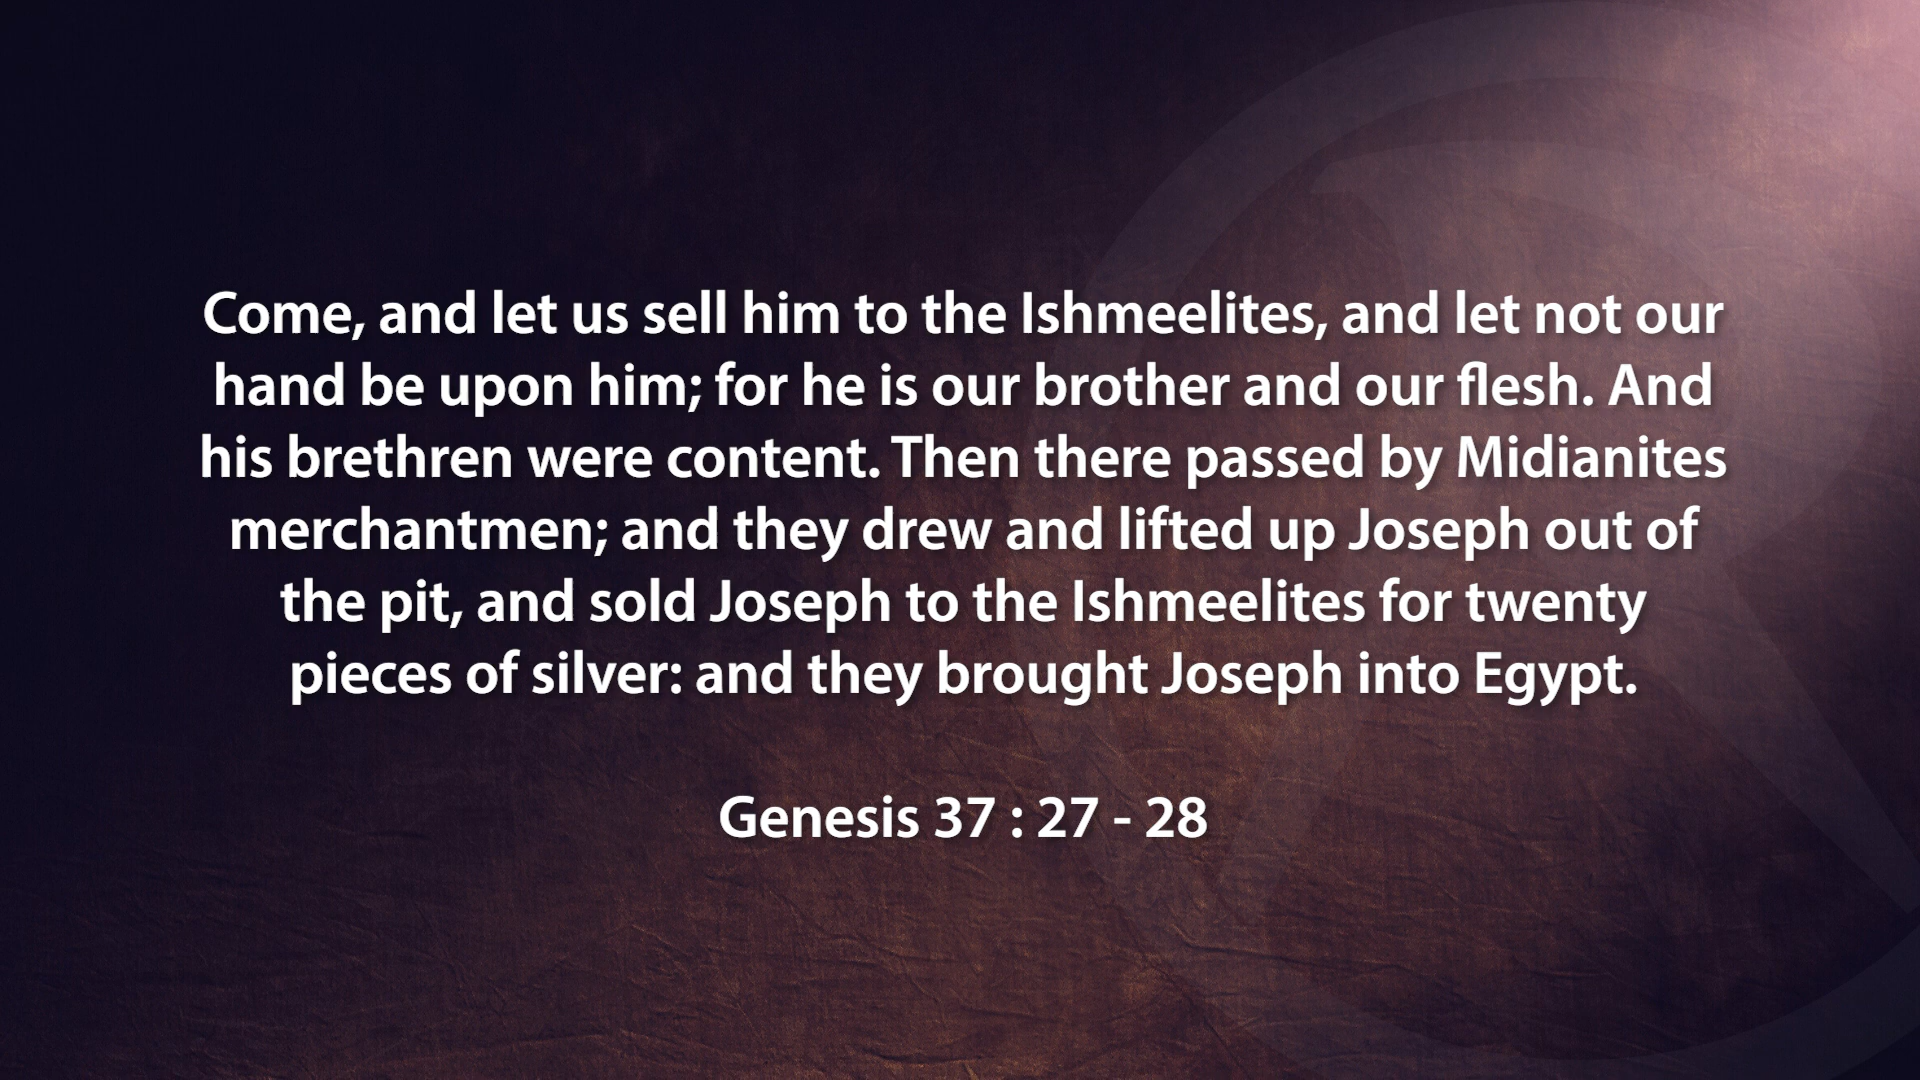 Come, and let us sell him to the Ishmeelites, and let not our
hand be upon him; for he is our brother and our flesh. And
his brethren were content. Then there passed by Midianites
merchantmen; and they drew and lifted up Joseph out of
the pit, and sold Joseph to the Ishmeelites for twenty
pieces of silver: and they brought Joseph into Egypt.
Genesis 37 : 27 - 28